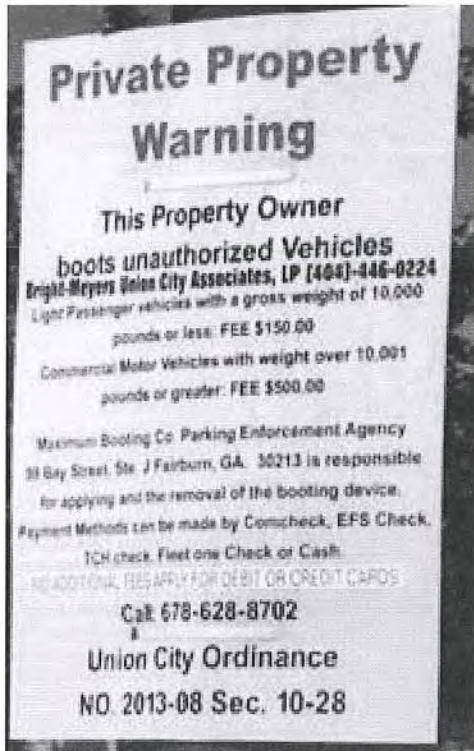 Private Property
Warning
This Property Owner
boots unauthorized Vehicles
Bright-Meyers Union City Associates, LP (404)-446-0224
Light Passenger vehicles with a gross weight of 10,000
pounds or less: FEE $150.00
Commercial Motor Vehicles with weight over 10,001
pounds or greater: FEE $500.00
Maximum Booting Co. Parking Enforcement Agency
99 Bay Street, Ste. J Fairburn, GA. 30213 is responsible
for applying and the removal of the booting device.
Payment Methods can be made by Comcheck, EFS Check,
TCH check, Fleet one Check or Cash.
NO ADDITIONAL FEES APPLY FOR DEBIT OR CREDIT CARDS
Call: 678-628-8702
Union City Ordinance
NO. 2013-08 Sec. 10-28